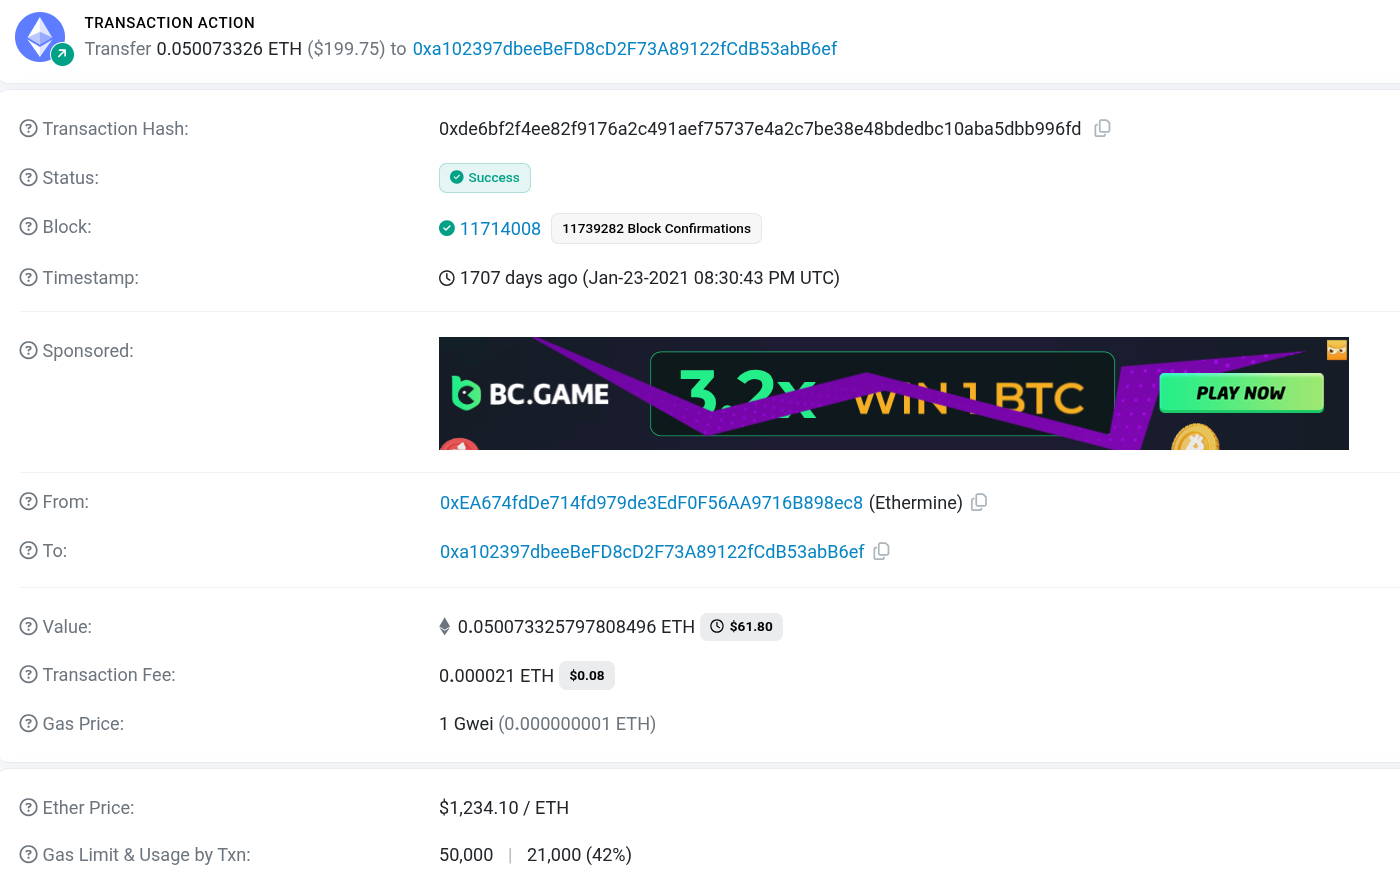 TRANSACTION ACTION
Transfer 0.050073326 ETH ($199.75) to 0xa102397dbeeBeFD8cD2F73A89122fCdB53abB6ef
Transaction Hash: 0xde6bf2f4ee82f9176a2c491aef75737e4a2c7be38e48bdedbc10aba5dbb996fd
Status: Success
Block: 11714008 11739282 Block Confirmations
Timestamp: 1707 days ago (Jan-23-2021 08:30:43 PM UTC)
Sponsored:
BC.GAME 3.2x WIN 1 BTC PLAY NOW
From: 0xEA674fdDe714fd979de3EdF0F56AA9716B898ec8 (Ethermine)
To: 0xa102397dbeeBeFD8cD2F73A89122fCdB53abB6ef
Value: 0.050073325797808496 ETH $61.80
Transaction Fee: 0.000021 ETH $0.08
Gas Price: 1 Gwei (0.000000001 ETH)
Ether Price: $1,234.10 / ETH
Gas Limit & Usage by Txn: 50,000 | 21,000 (42%)